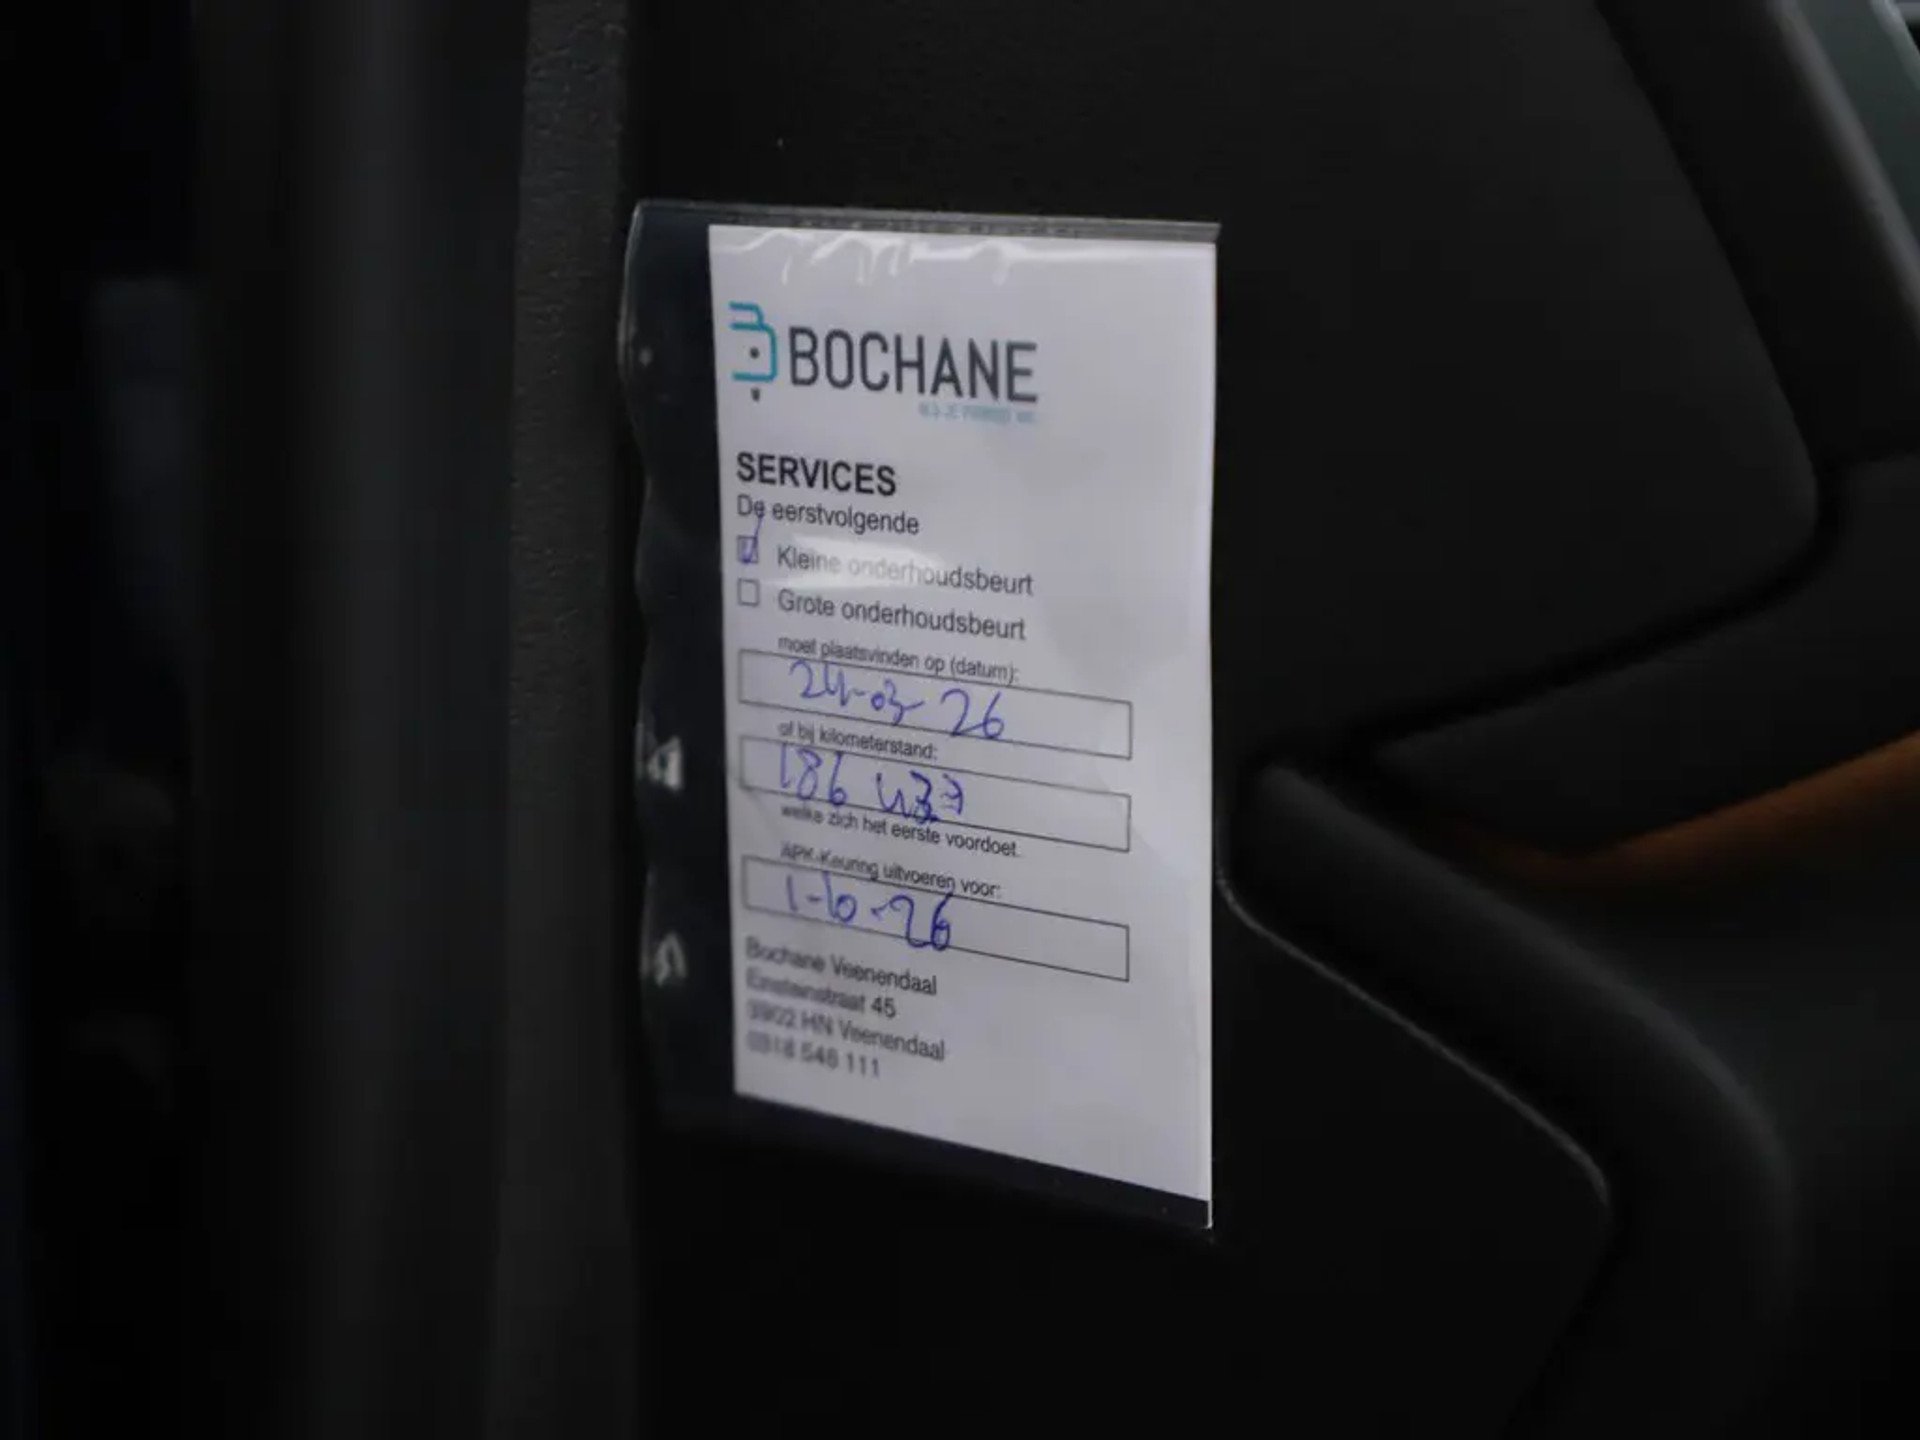 BOCHANE
SERVICES
De eerstvolgende
Kleine onderhoudsbeurt
Grote onderhoudsbeurt
moet plaatsvinden op (datum):
24-03-26
of bij kilometerstand:
186 437
welke zich het eerste voordoet.
APK-Keuring uitvoeren voor:
1-10-26
Bochane Veenendaal
Einsteinstraat 45
3902 HN Veenendaal
0318 546 111